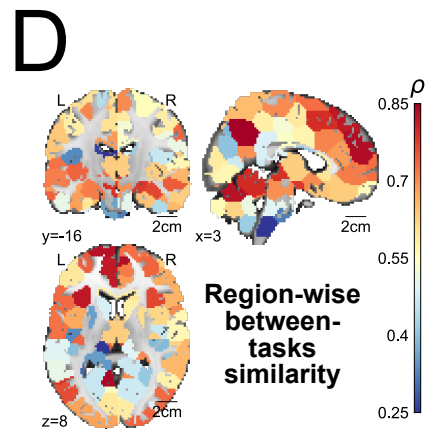 D
L R
ρ
0.85
y=-16 2cm
x=3 2cm
0.7
L R
0.55
Region-wise
between-
tasks
similarity
0.4
z=8 2cm
0.25